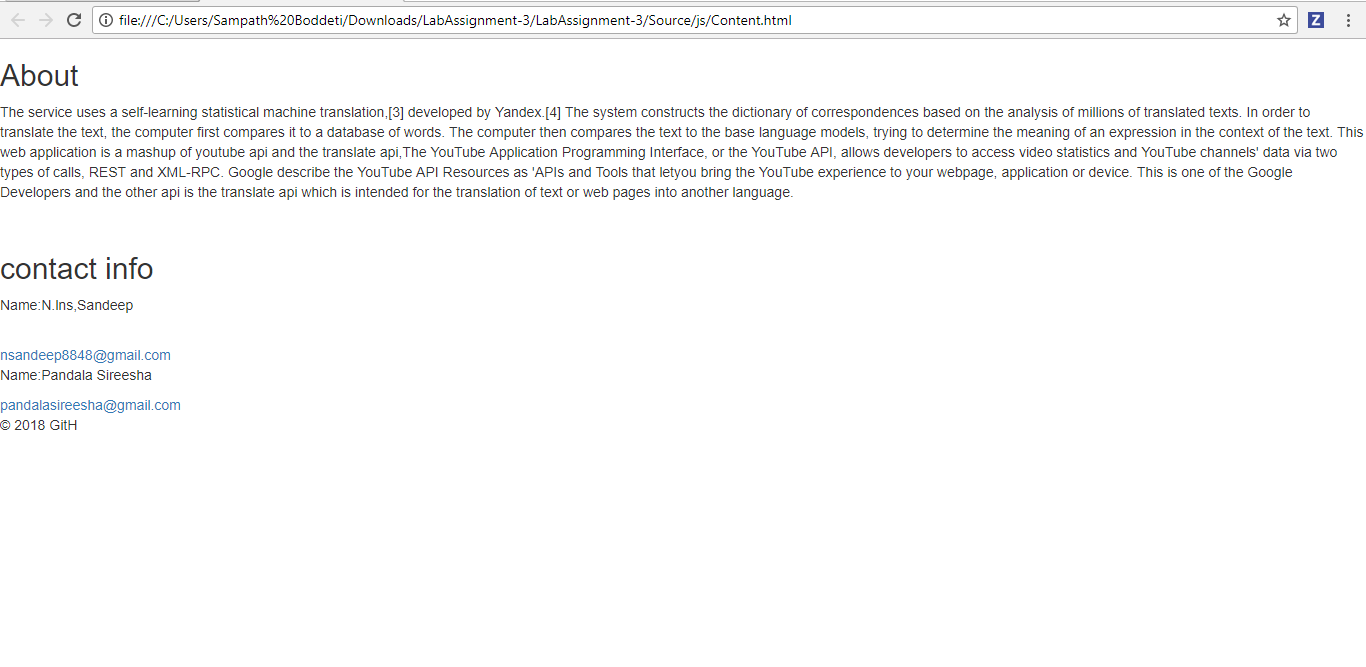 file:///C:/Users/Sampath%20Boddeti/Downloads/LabAssignment-3/LabAssignment-3/Source/js/Content.html
Z
About
The service uses a self-learning statistical machine translation,[3] developed by Yandex.[4] The system constructs the dictionary of correspondences based on the analysis of millions of translated texts. In order to
translate the text, the computer first compares it to a database of words. The computer then compares the text to the base language models, trying to determine the meaning of an expression in the context of the text. This
web application is a mashup of youtube api and the translate api,The YouTube Application Programming Interface, or the YouTube API, allows developers to access video statistics and YouTube channels' data via two
types of calls, REST and XML-RPC. Google describe the YouTube API Resources as 'APIs and Tools that letyou bring the YouTube experience to your webpage, application or device. This is one of the Google
Developers and the other api is the translate api which is intended for the translation of text or web pages into another language.
contact info
Name:N.Ins,Sandeep
nsandeep8848@gmail.com
Name:Pandala Sireesha
pandalasireesha@gmail.com
© 2018 GitH